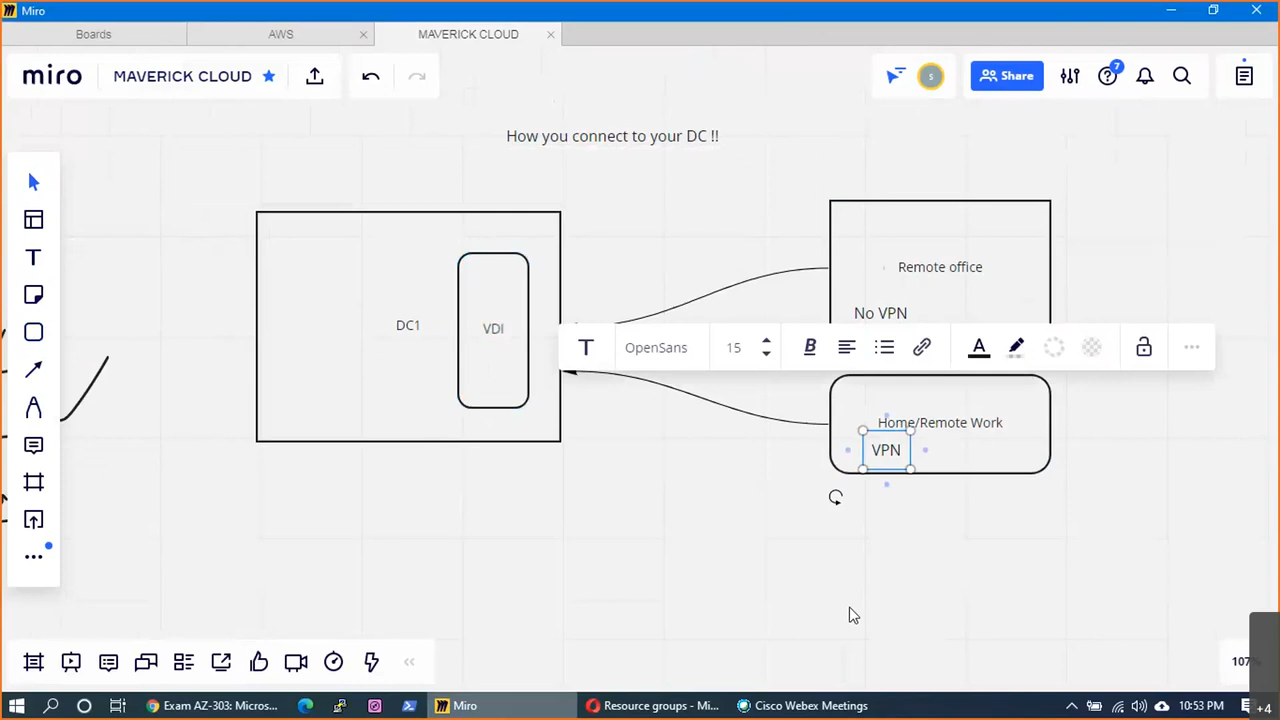 Miro
Boards
AWS
MAVERICK CLOUD
miro
MAVERICK CLOUD
s
Share
7
How you connect to your DC !!
DC1
VDI
Remote office
No VPN
OpenSans
15
B
A
Home/Remote Work
VPN
107%
Exam AZ-303: Micros...
Miro
Resource groups - Mi...
Cisco Webex Meetings
10:53 PM
+4